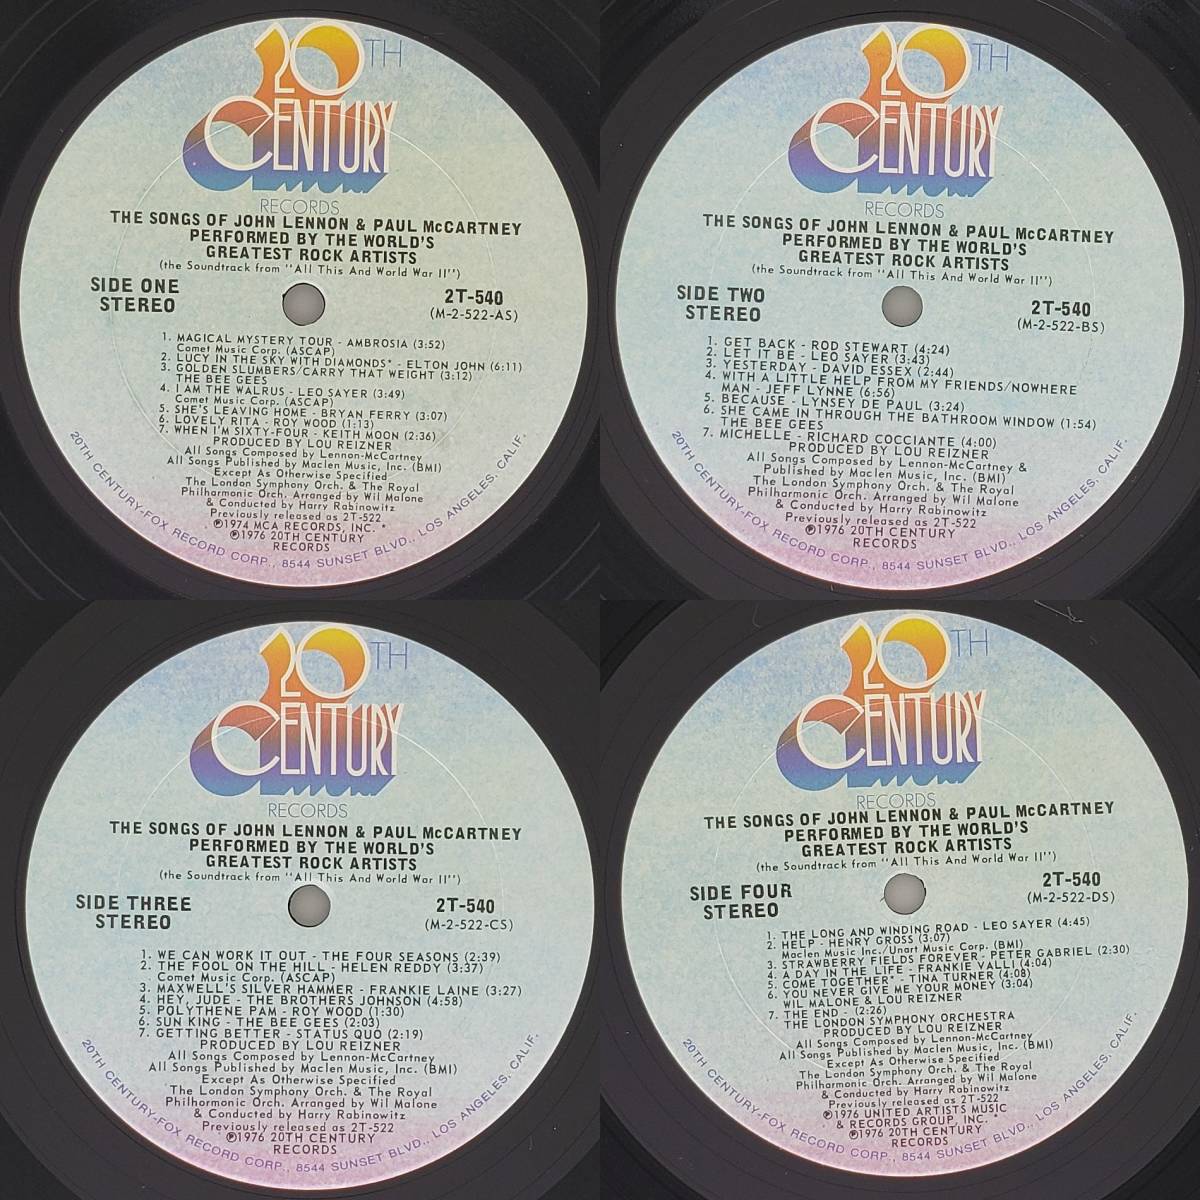 20TH
CENTURY
RECORDS
THE SONGS OF JOHN LENNON & PAUL McCARTNEY
PERFORMED BY THE WORLD'S
GREATEST ROCK ARTISTS
(the Soundtrack from "All This And World War II")
SIDE ONE
STEREO
2T-540
(M-2-522-AS)
1. MAGICAL MYSTERY TOUR - AMBROSIA (3:52)
Comet Music Corp. (ASCAP)
2. LUCY IN THE SKY WITH DIAMONDS* - ELTON JOHN (6:11)
3. GOLDEN SLUMBERS/CARRY THAT WEIGHT (3:12)
THE BEE GEES
4. I AM THE WALRUS - LEO SAYER (3:49)
Comet Music Corp. (ASCAP)
5. SHE'S LEAVING HOME - BRYAN FERRY (3:07)
6. LOVELY RITA - ROY WOOD (1:13)
7. WHEN I'M SIXTY-FOUR - KEITH MOON (2:36)
PRODUCED BY LOU REIZNER
All Songs Composed by Lennon-McCartney
All Songs Published by Maclen Music, Inc. (BMI)
Except As Otherwise Specified
The London Symphony Orch. & The Royal
Philharmonic Orch. Arranged by Wil Malone
& Conducted by Harry Rabinowitz
Previously released as 2T-522
℗1974 MCA RECORDS, INC. *
℗1976 20TH CENTURY
RECORDS
20TH CENTURY-FOX RECORD CORP., 8544 SUNSET BLVD., LOS ANGELES, CALIF.
20TH
CENTURY
RECORDS
THE SONGS OF JOHN LENNON & PAUL McCARTNEY
PERFORMED BY THE WORLD'S
GREATEST ROCK ARTISTS
(the Soundtrack from "All This And World War II")
SIDE TWO
STEREO
2T-540
(M-2-522-BS)
1. GET BACK - ROD STEWART (4:24)
2. LET IT BE - LEO SAYER (3:43)
3. YESTERDAY - DAVID ESSEX (2:44)
4. WITH A LITTLE HELP FROM MY FRIENDS/NOWHERE
MAN - JEFF LYNNE (6:56)
5. BECAUSE - LYNSEY DE PAUL (3:24)
6. SHE CAME IN THROUGH THE BATHROOM WINDOW (1:54)
THE BEE GEES
7. MICHELLE - RICHARD COCCIANTE (4:00)
PRODUCED BY LOU REIZNER
All Songs Composed by Lennon-McCartney &
Published by Maclen Music, Inc. (BMI)
The London Symphony Orch. & The Royal
Philharmonic Orch. Arranged by Wil Malone
& Conducted by Harry Rabinowitz
Previously released as 2T-522
℗1976 20TH CENTURY
RECORDS
20TH CENTURY-FOX RECORD CORP., 8544 SUNSET BLVD., LOS ANGELES, CALIF.
20TH
CENTURY
RECORDS
THE SONGS OF JOHN LENNON & PAUL McCARTNEY
PERFORMED BY THE WORLD'S
GREATEST ROCK ARTISTS
(the Soundtrack from "All This And World War II")
SIDE THREE
STEREO
2T-540
(M-2-522-CS)
1. WE CAN WORK IT OUT - THE FOUR SEASONS (2:39)
2. THE FOOL ON THE HILL - HELEN REDDY (3:37)
Comet Music Corp. (ASCAP)
3. MAXWELL'S SILVER HAMMER - FRANKIE LAINE (3:27)
4. HEY, JUDE - THE BROTHERS JOHNSON (4:58)
5. POLYTHENE PAM - ROY WOOD (1:30)
6. SUN KING - THE BEE GEES (2:03)
7. GETTING BETTER - STATUS QUO (2:19)
PRODUCED BY LOU REIZNER
All Songs Composed by Lennon-McCartney
All Songs Published by Maclen Music, Inc. (BMI)
Except As Otherwise Specified
The London Symphony Orch. & The Royal
Philharmonic Orch. Arranged by Wil Malone
& Conducted by Harry Rabinowitz
Previously released as 2T-522
℗1976 20TH CENTURY
RECORDS
20TH CENTURY-FOX RECORD CORP., 8544 SUNSET BLVD., LOS ANGELES, CALIF.
20TH
CENTURY
RECORDS
THE SONGS OF JOHN LENNON & PAUL McCARTNEY
PERFORMED BY THE WORLD'S
GREATEST ROCK ARTISTS
(the Soundtrack from "All This And World War II")
SIDE FOUR
STEREO
2T-540
(M-2-522-DS)
1. THE LONG AND WINDING ROAD - LEO SAYER (4:45)
2. HELP - HENRY GROSS (3:07)
Maclen Music Inc./Unart Music Corp. (BMI)
3. STRAWBERRY FIELDS FOREVER - PETER GABRIEL (2:30)
4. A DAY IN THE LIFE - FRANKIE VALLI (4:04)
5. COME TOGETHER* - TINA TURNER (4:08)
6. YOU NEVER GIVE ME YOUR MONEY (3:04)
WIL MALONE & LOU REIZNER
7. THE END - (2:26)
THE LONDON SYMPHONY ORCHESTRA
PRODUCED BY LOU REIZNER
All Songs Composed by Lennon-McCartney
All Songs Published by Maclen Music, Inc. (BMI)
Except As Otherwise Specified
The London Symphony Orch. & The Royal
Philharmonic Orch. Arranged by Wil Malone
& Conducted by Harry Rabinowitz
Previously released as 2T-522
℗1976 UNITED ARTISTS MUSIC
& RECORDS GROUP, INC. *
℗1976 20TH CENTURY
RECORDS
20TH CENTURY-FOX RECORD CORP., 8544 SUNSET BLVD., LOS ANGELES, CALIF.